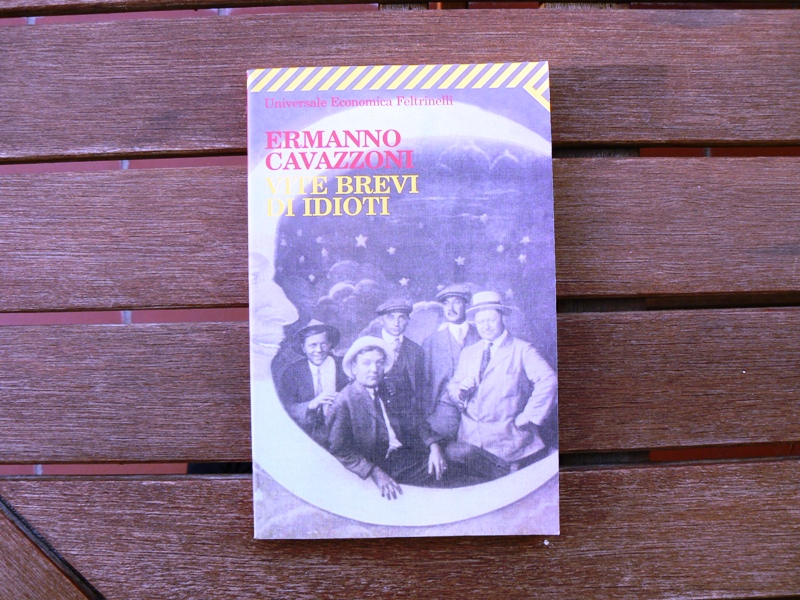 Universale Economica Feltrinelli
ERMANNO
CAVAZZONI
VITE BREVI
DI IDIOTI